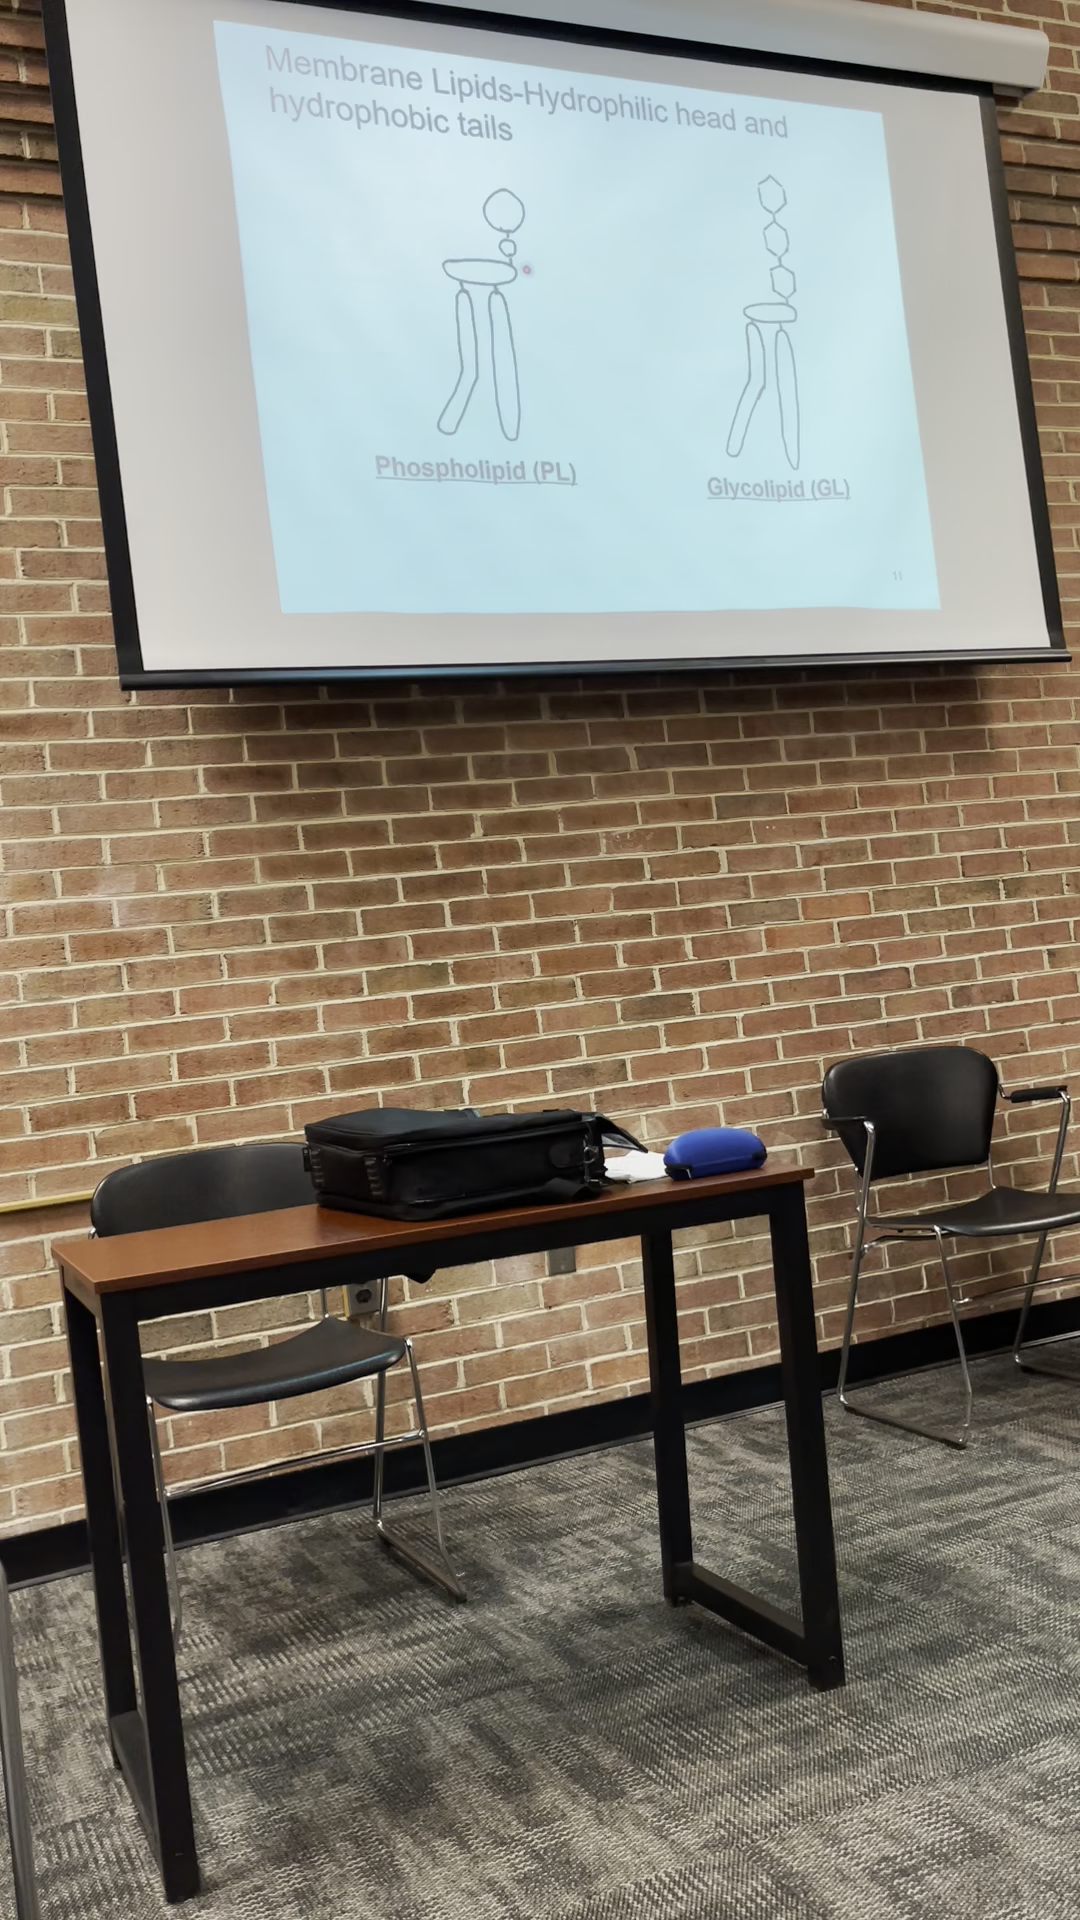 Membrane Lipids-Hydrophilic head and
hydrophobic tails
Phospholipid (PL)
Glycolipid (GL)
11